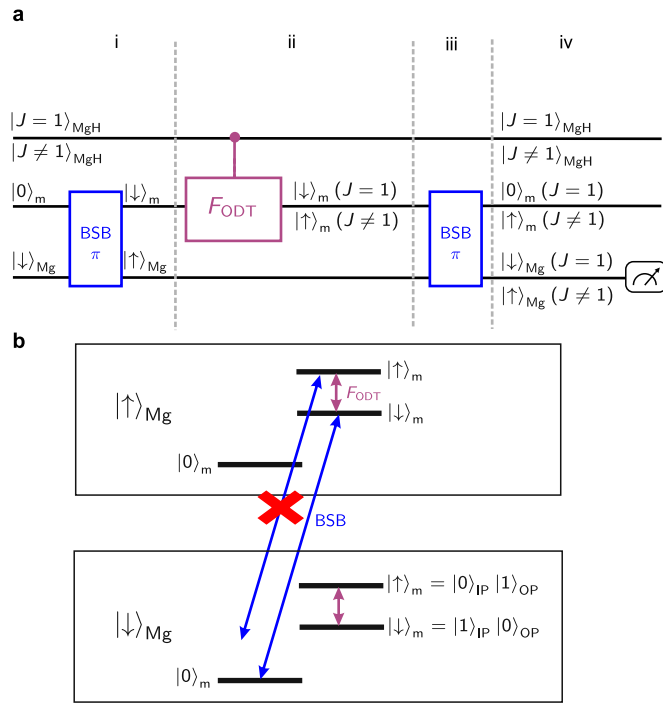 a
i ii iii iv
|J = 1⟩MgH |J = 1⟩MgH
|J ≠ 1⟩MgH |J ≠ 1⟩MgH
|0⟩m |↓⟩m |↓⟩m (J = 1) |0⟩m (J = 1)
FODT |↑⟩m (J ≠ 1) |↑⟩m (J ≠ 1)
BSB BSB
π π
|↓⟩Mg |↑⟩Mg |↓⟩Mg (J = 1)
|↑⟩Mg (J ≠ 1)
b
|↑⟩m
|↑⟩Mg FODT
|↓⟩m
|0⟩m
BSB
|↑⟩m = |0⟩IP |1⟩OP
|↓⟩Mg
|↓⟩m = |1⟩IP |0⟩OP
|0⟩m